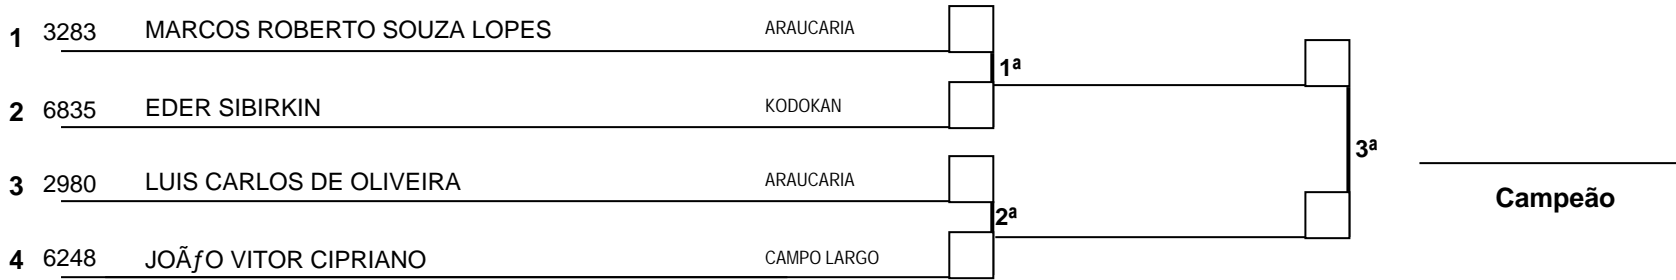 1 3283 MARCOS ROBERTO SOUZA LOPES ARAUCARIA
1ª
2 6835 EDER SIBIRKIN KODOKAN
3ª
3 2980 LUIS CARLOS DE OLIVEIRA ARAUCARIA
Campeão
2ª
4 6248 JOÃƒO VITOR CIPRIANO CAMPO LARGO